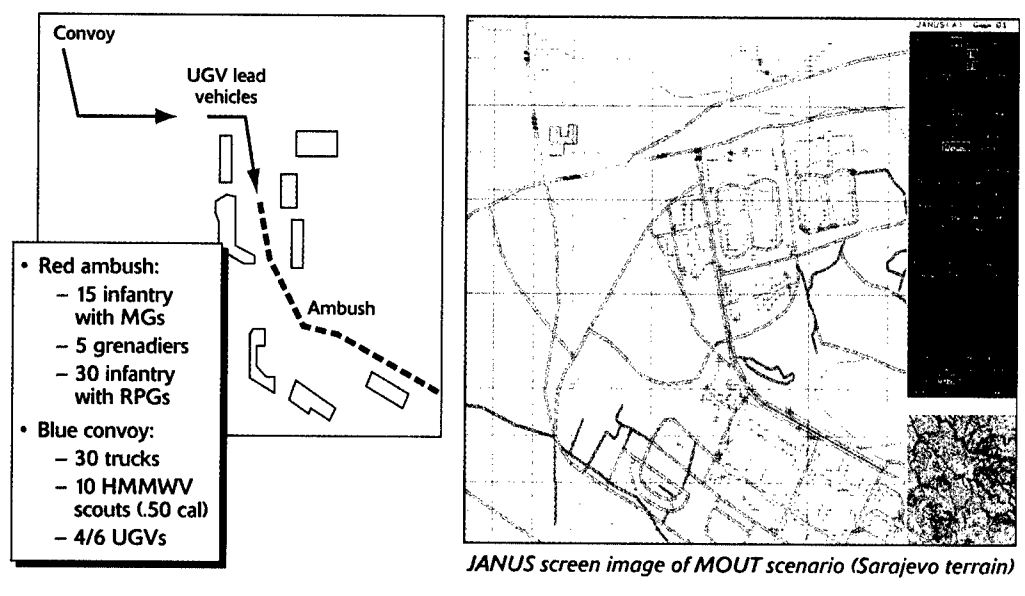 Convoy
UGV lead
vehicles
Ambush
• Red ambush:
– 15 infantry
with MGs
– 5 grenadiers
– 30 infantry
with RPGs
• Blue convoy:
– 30 trucks
– 10 HMMWV
scouts (.50 cal)
– 4/6 UGVs
JANUS(A)
JANUS screen image of MOUT scenario (Sarajevo terrain)